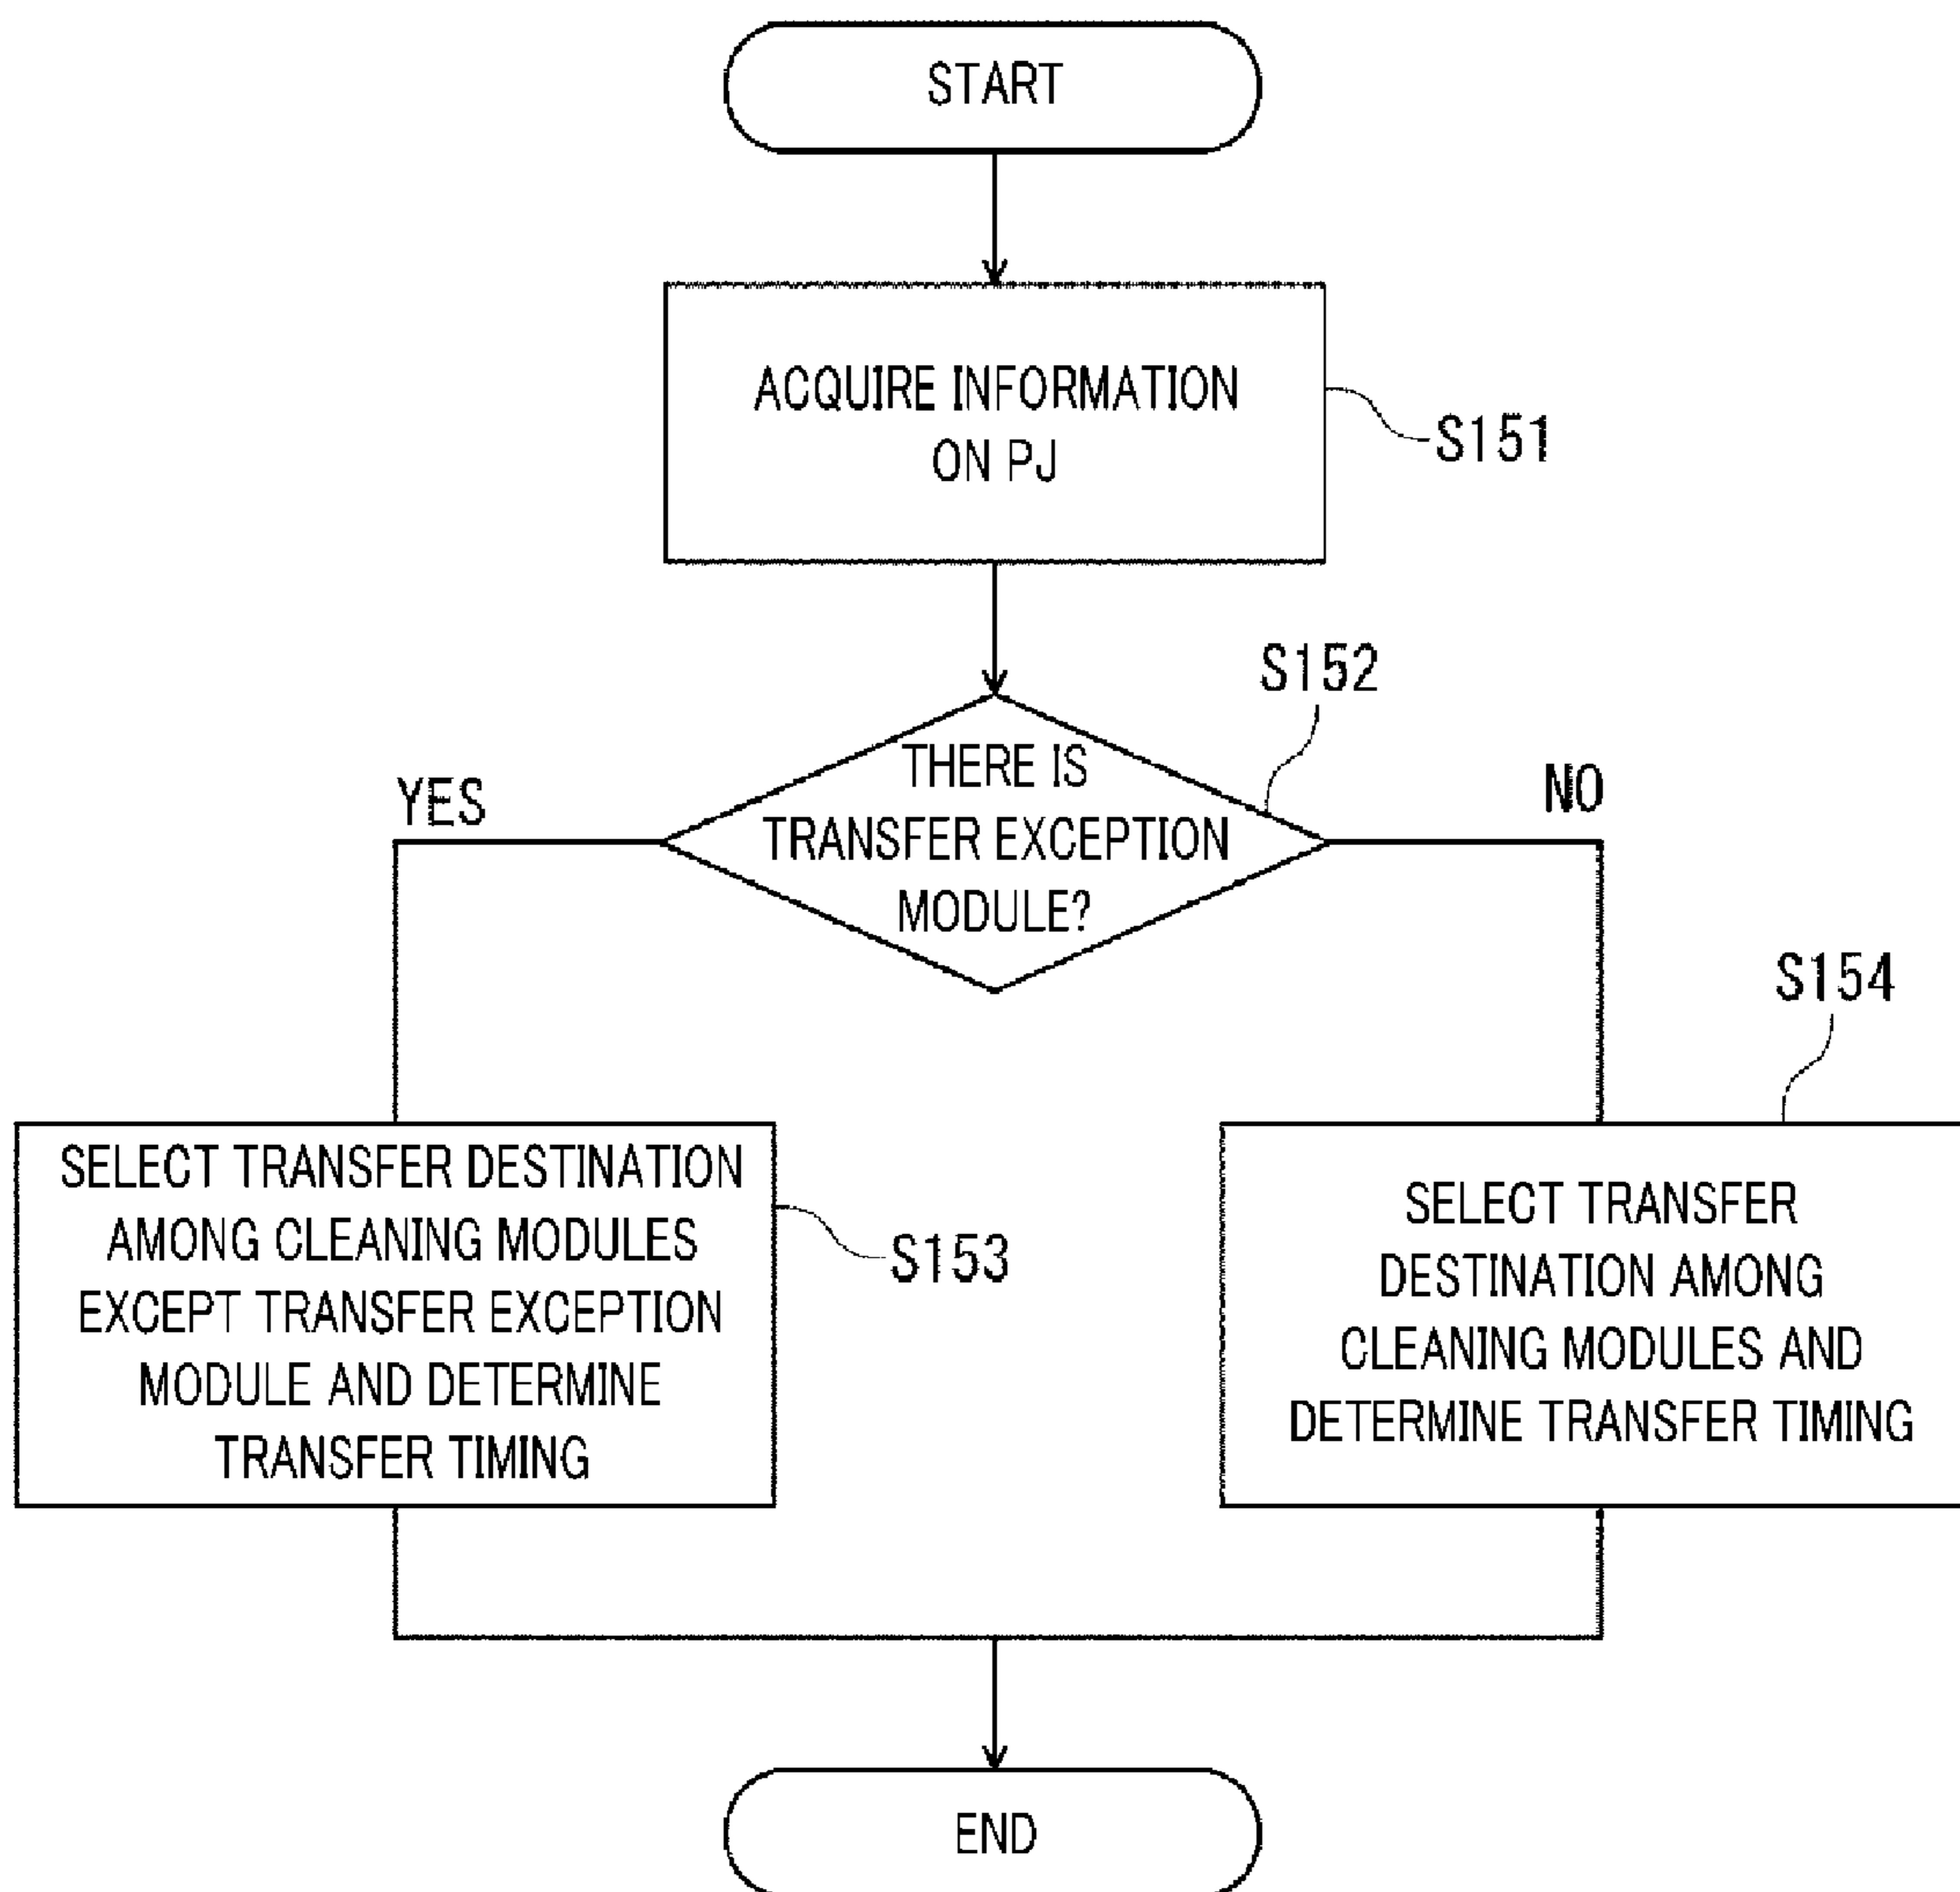 START
ACQUIRE INFORMATION
ON PJ
S151
S152
THERE IS
TRANSFER EXCEPTION
MODULE?
YES
NO
S154
SELECT TRANSFER DESTINATION
AMONG CLEANING MODULES
EXCEPT TRANSFER EXCEPTION
MODULE AND DETERMINE
TRANSFER TIMING
S153
SELECT TRANSFER
DESTINATION AMONG
CLEANING MODULES AND
DETERMINE TRANSFER TIMING
END